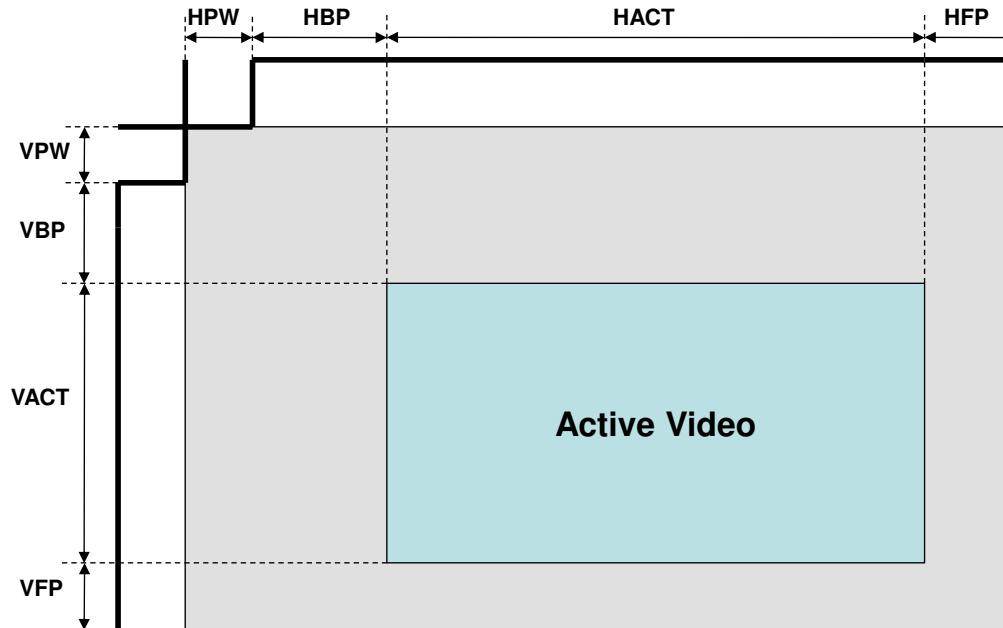 HPW HBP HACT HFP
VPW
VBP
VACT
Active Video
VFP